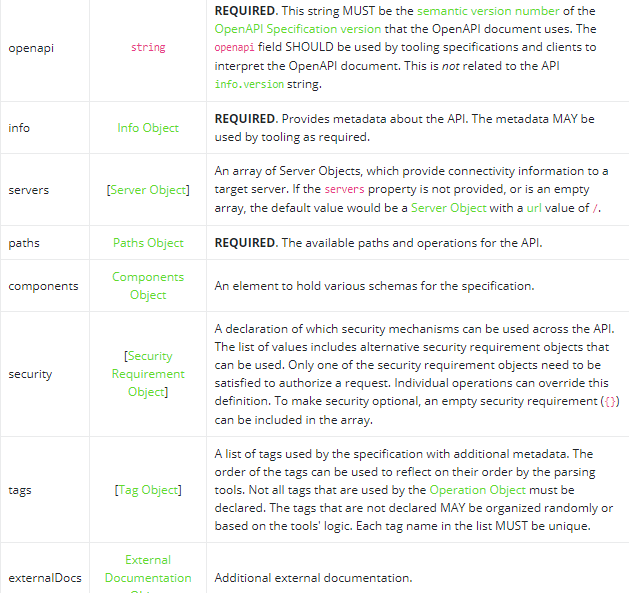 REQUIRED. This string MUST be the semantic version number of the
OpenAPI Specification version that the OpenAPI document uses. The
openapi string openapi field SHOULD be used by tooling specifications and clients to
interpret the OpenAPI document. This is not related to the API
info.version string.
info Info Object REQUIRED. Provides metadata about the API. The metadata MAY be
used by tooling as required.
An array of Server Objects, which provide connectivity information to a
servers [Server Object] target server. If the servers property is not provided, or is an empty
array, the default value would be a Server Object with a url value of /.
paths Paths Object REQUIRED. The available paths and operations for the API.
components Components
Object An element to hold various schemas for the specification.
A declaration of which security mechanisms can be used across the API.
The list of values includes alternative security requirement objects that
security [Security
Requirement
Object] can be used. Only one of the security requirement objects need to be
satisfied to authorize a request. Individual operations can override this
definition. To make security optional, an empty security requirement ({})
can be included in the array.
A list of tags used by the specification with additional metadata. The
order of the tags can be used to reflect on their order by the parsing
tags [Tag Object] tools. Not all tags that are used by the Operation Object must be
declared. The tags that are not declared MAY be organized randomly or
based on the tools' logic. Each tag name in the list MUST be unique.
External
externalDocs Documentation Additional external documentation.